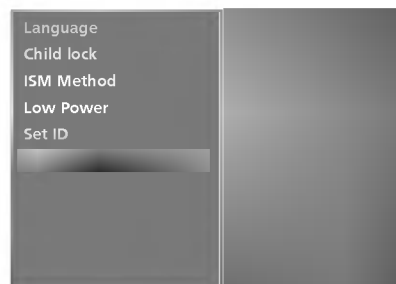 Language
Child lock
ISM Method
Low Power
Set ID